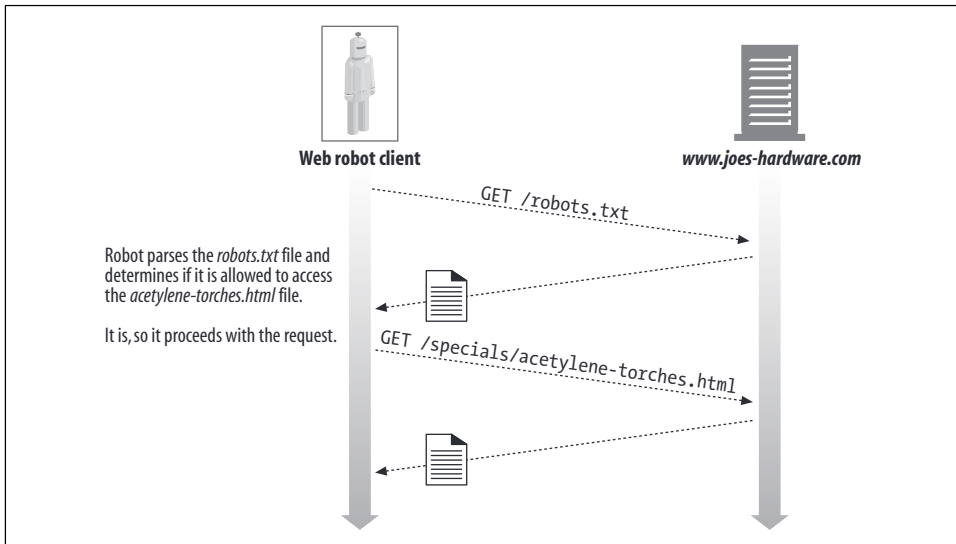 Web robot client
www.joes-hardware.com
GET /robots.txt
Robot parses the robots.txt file and
determines if it is allowed to access
the acetylene-torches.html file.
It is, so it proceeds with the request.
GET /specials/acetylene-torches.html